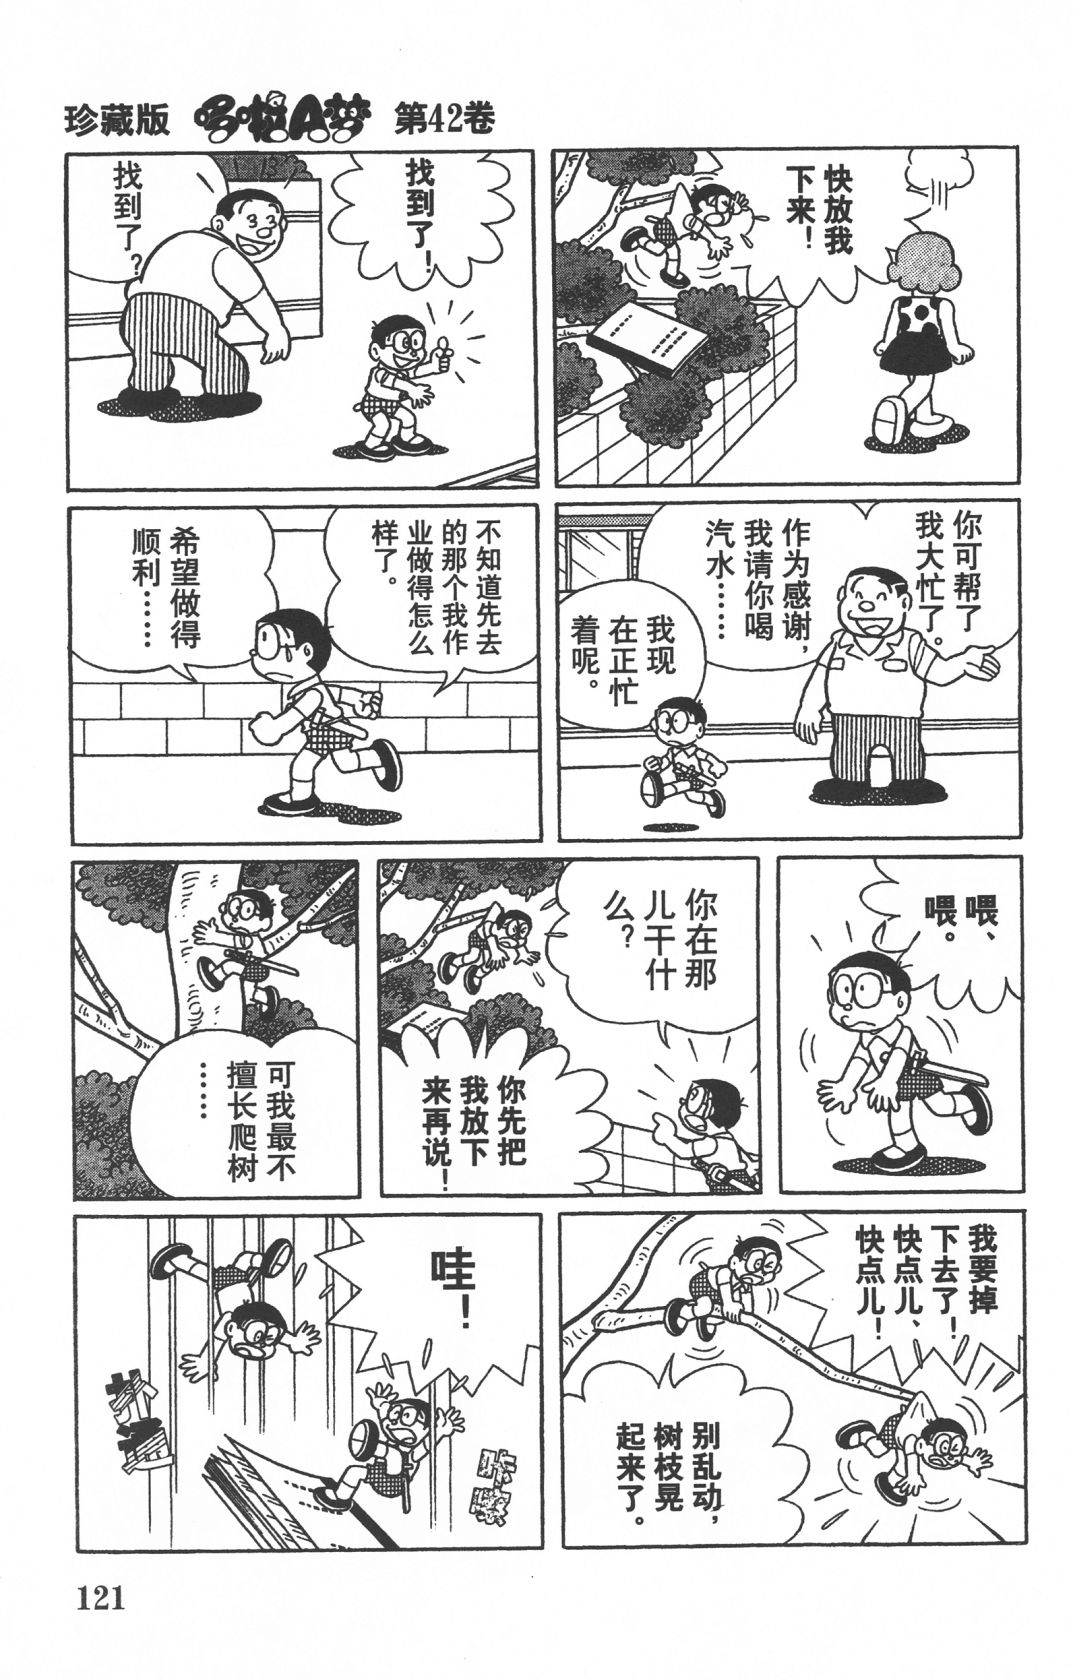 珍藏版 哆啦A梦 第42卷
快放我
下来！
找到了！
找到了？
你可帮了
我大忙了。
作为感谢，
我请你喝
汽水……
我现
在正忙
着呢。
不知道先去
的那个我作
业做得怎么
样了。
希望做得
顺利……
喂、
喂。
你在那
儿干什
么？
你先把
我放下
来再说！
可我最不
擅长爬树
……
我要掉
下去了！
快点儿、
快点儿！
别乱动，
树枝晃
起来了。
哇！
咔嚓
121